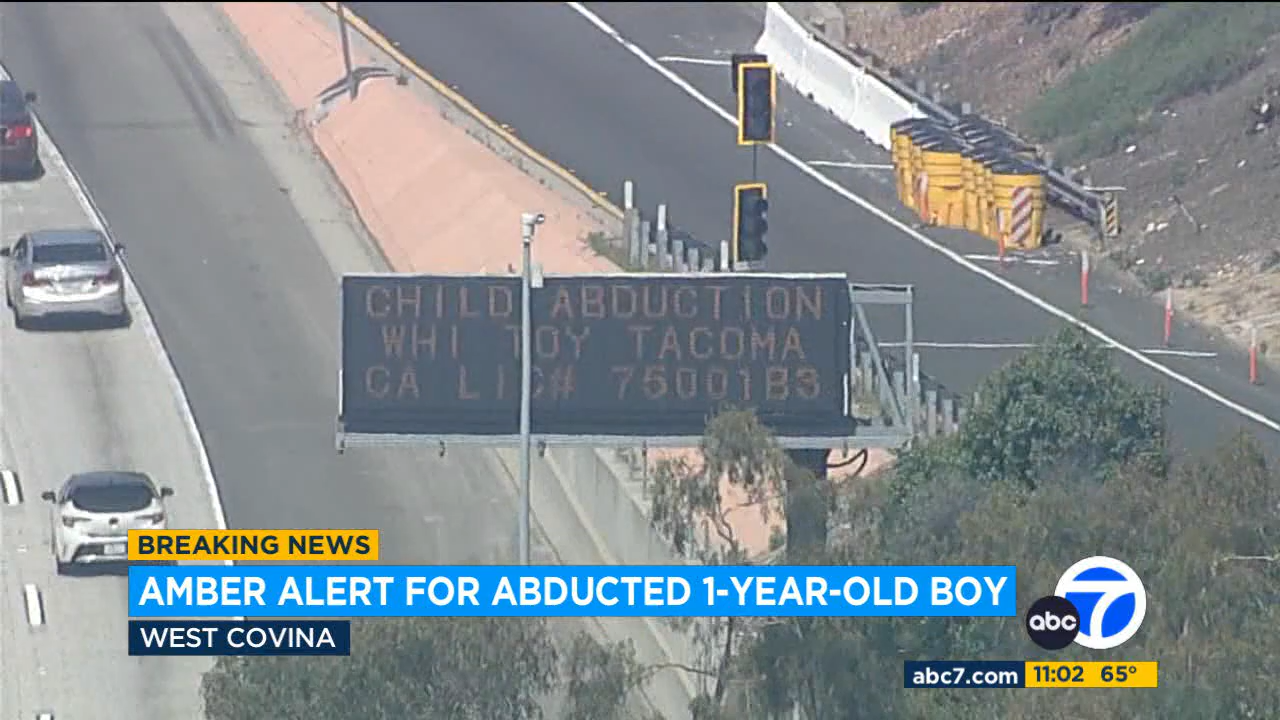 CHILD ABDUCTION
WHI TOY TACOMA
CA LIC# 75001B3
BREAKING NEWS
AMBER ALERT FOR ABDUCTED 1-YEAR-OLD BOY
WEST COVINA
abc 7
abc7.com 11:02 65°